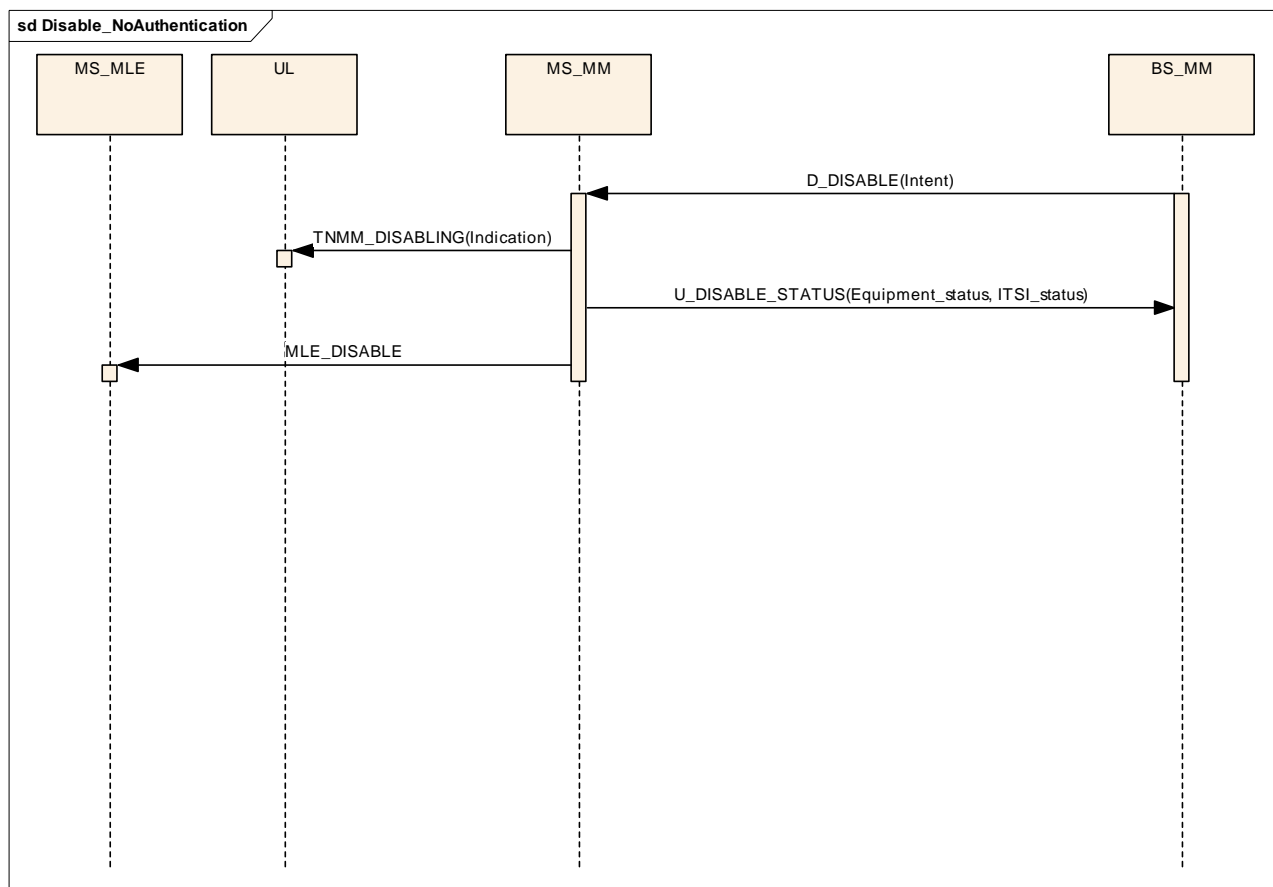 sd Disable_NoAuthentication
MS_MLE
UL
MS_MM
BS_MM
D_DISABLE(Intent)
TNMM_DISABLING(Indication)
U_DISABLE_STATUS(Equipment_status, ITSI_status)
MLE_DISABLE